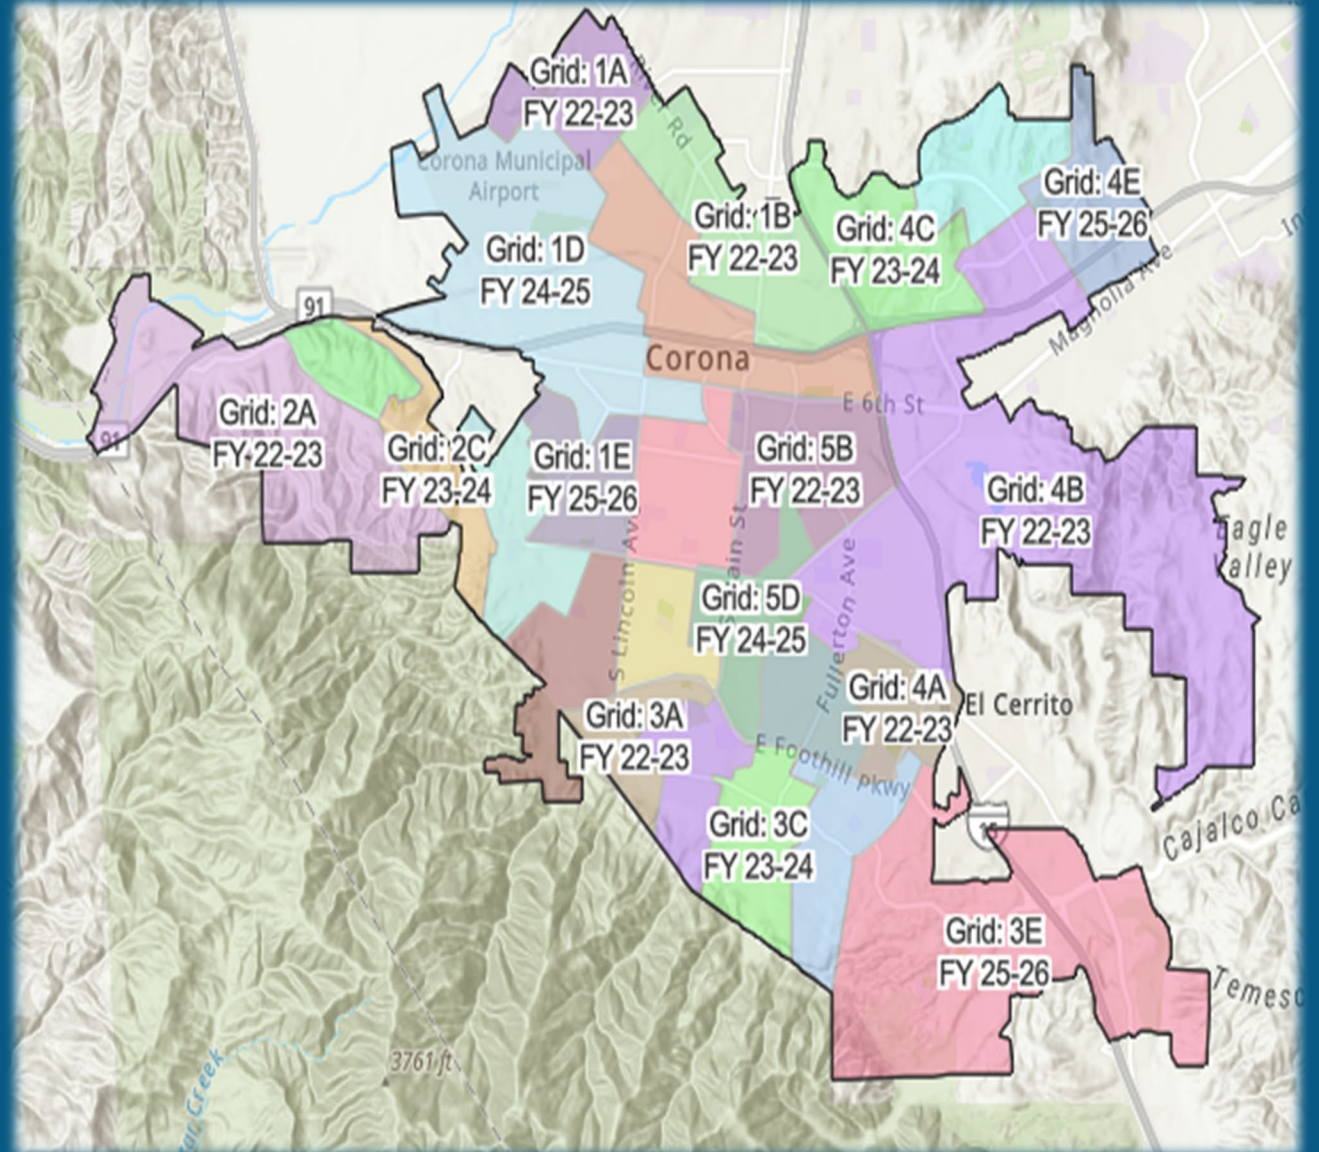 Grid: 1A
FY 22-23
Rd
Corona Municipal
Airport
Grid: 4E
FY 25-26
Grid: 1B
FY 22-23
Grid: 4C
FY 23-24
Grid: 1D
FY 24-25
Magnolia Ave
91
Corona
E 6th St
Grid: 2A
FY 22-23
91
Grid: 2C
FY 23-24
Grid: 1E
FY 25-26
Grid: 5B
FY 22-23
Grid: 4B
FY 22-23
Eagle
alley
S Lincoln Av
ain St
Fullerton Ave
Grid: 5D
FY 24-25
Grid: 4A
FY 22-23
El Cerrito
Grid: 3A
FY 22-23
E Foothill pkwy
Grid: 3C
FY 23-24
15
Cajalco Ca
Grid: 3E
FY 25-26
Temesc
3761 ft
Creek